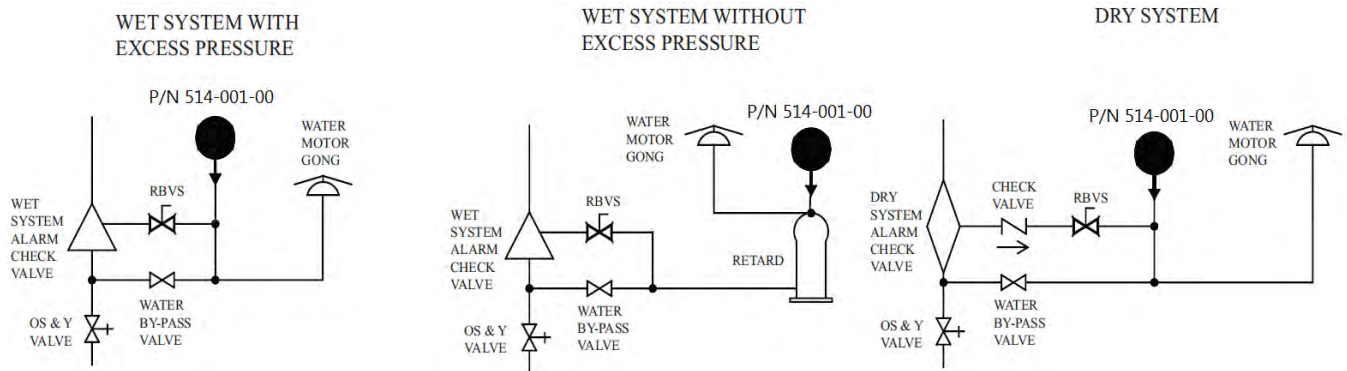 WET SYSTEM WITH
EXCESS PRESSURE
P/N 514-001-00
WATER
MOTOR
GONG
RBVS
WET
SYSTEM
ALARM
CHECK
VALVE
WATER
BY-PASS
VALVE
OS & Y
VALVE
WET SYSTEM WITHOUT
EXCESS PRESSURE
P/N 514-001-00
WATER
MOTOR
GONG
RBVS
WET
SYSTEM
ALARM
CHECK
VALVE
RETARD
WATER
BY-PASS
VALVE
OS & Y
VALVE
DRY SYSTEM
P/N 514-001-00
WATER
MOTOR
GONG
CHECK
VALVE
RBVS
DRY
SYSTEM
ALARM
CHECK
VALVE
WATER
BY-PASS
VALVE
OS & Y
VALVE